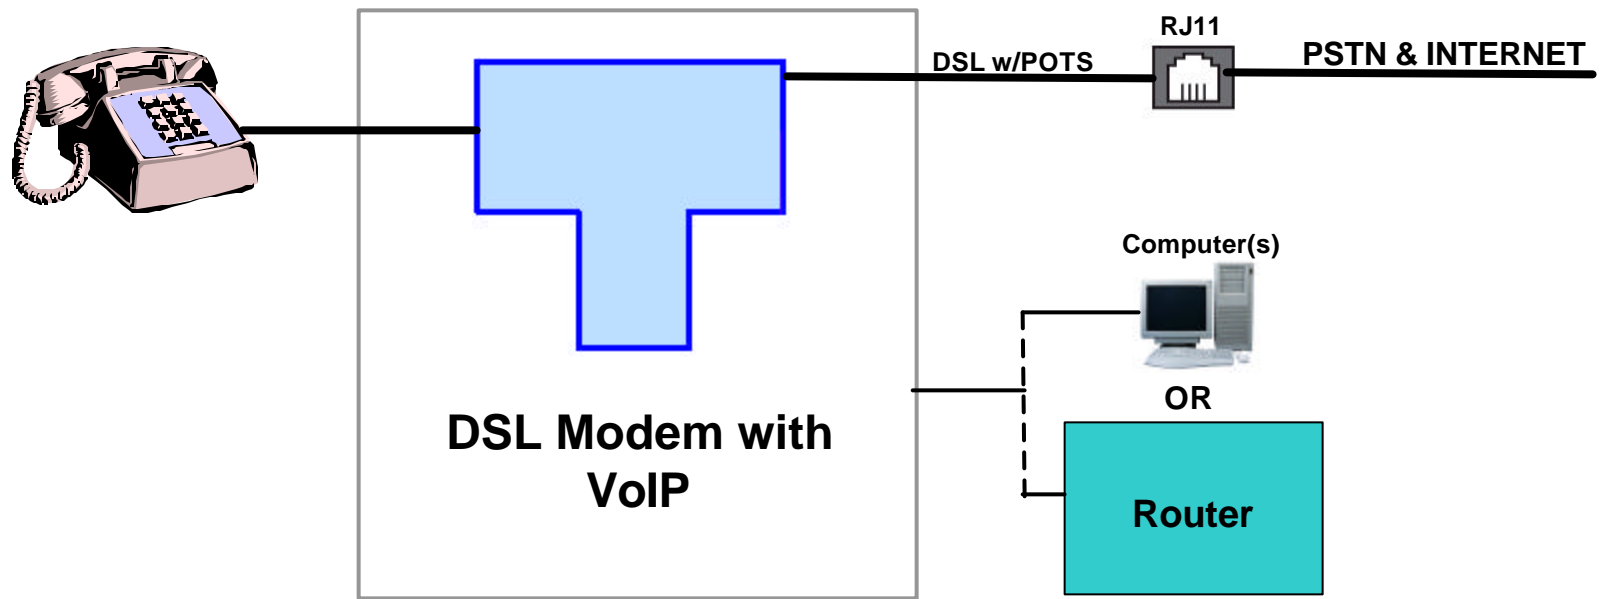 RJ11
DSL w/POTS
PSTN & INTERNET
Computer(s)
OR
DSL Modem with
VoIP
Router